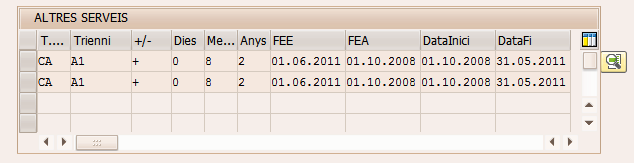 ALTRES SERVEIS
T.... Trienni +/- Dies Me... Anys FEE FEA DataInici DataFi
CA A1 + 0 8 2 01.06.2011 01.10.2008 01.10.2008 31.05.2011
CA A1 + 0 8 2 01.06.2011 01.10.2008 01.10.2008 31.05.2011